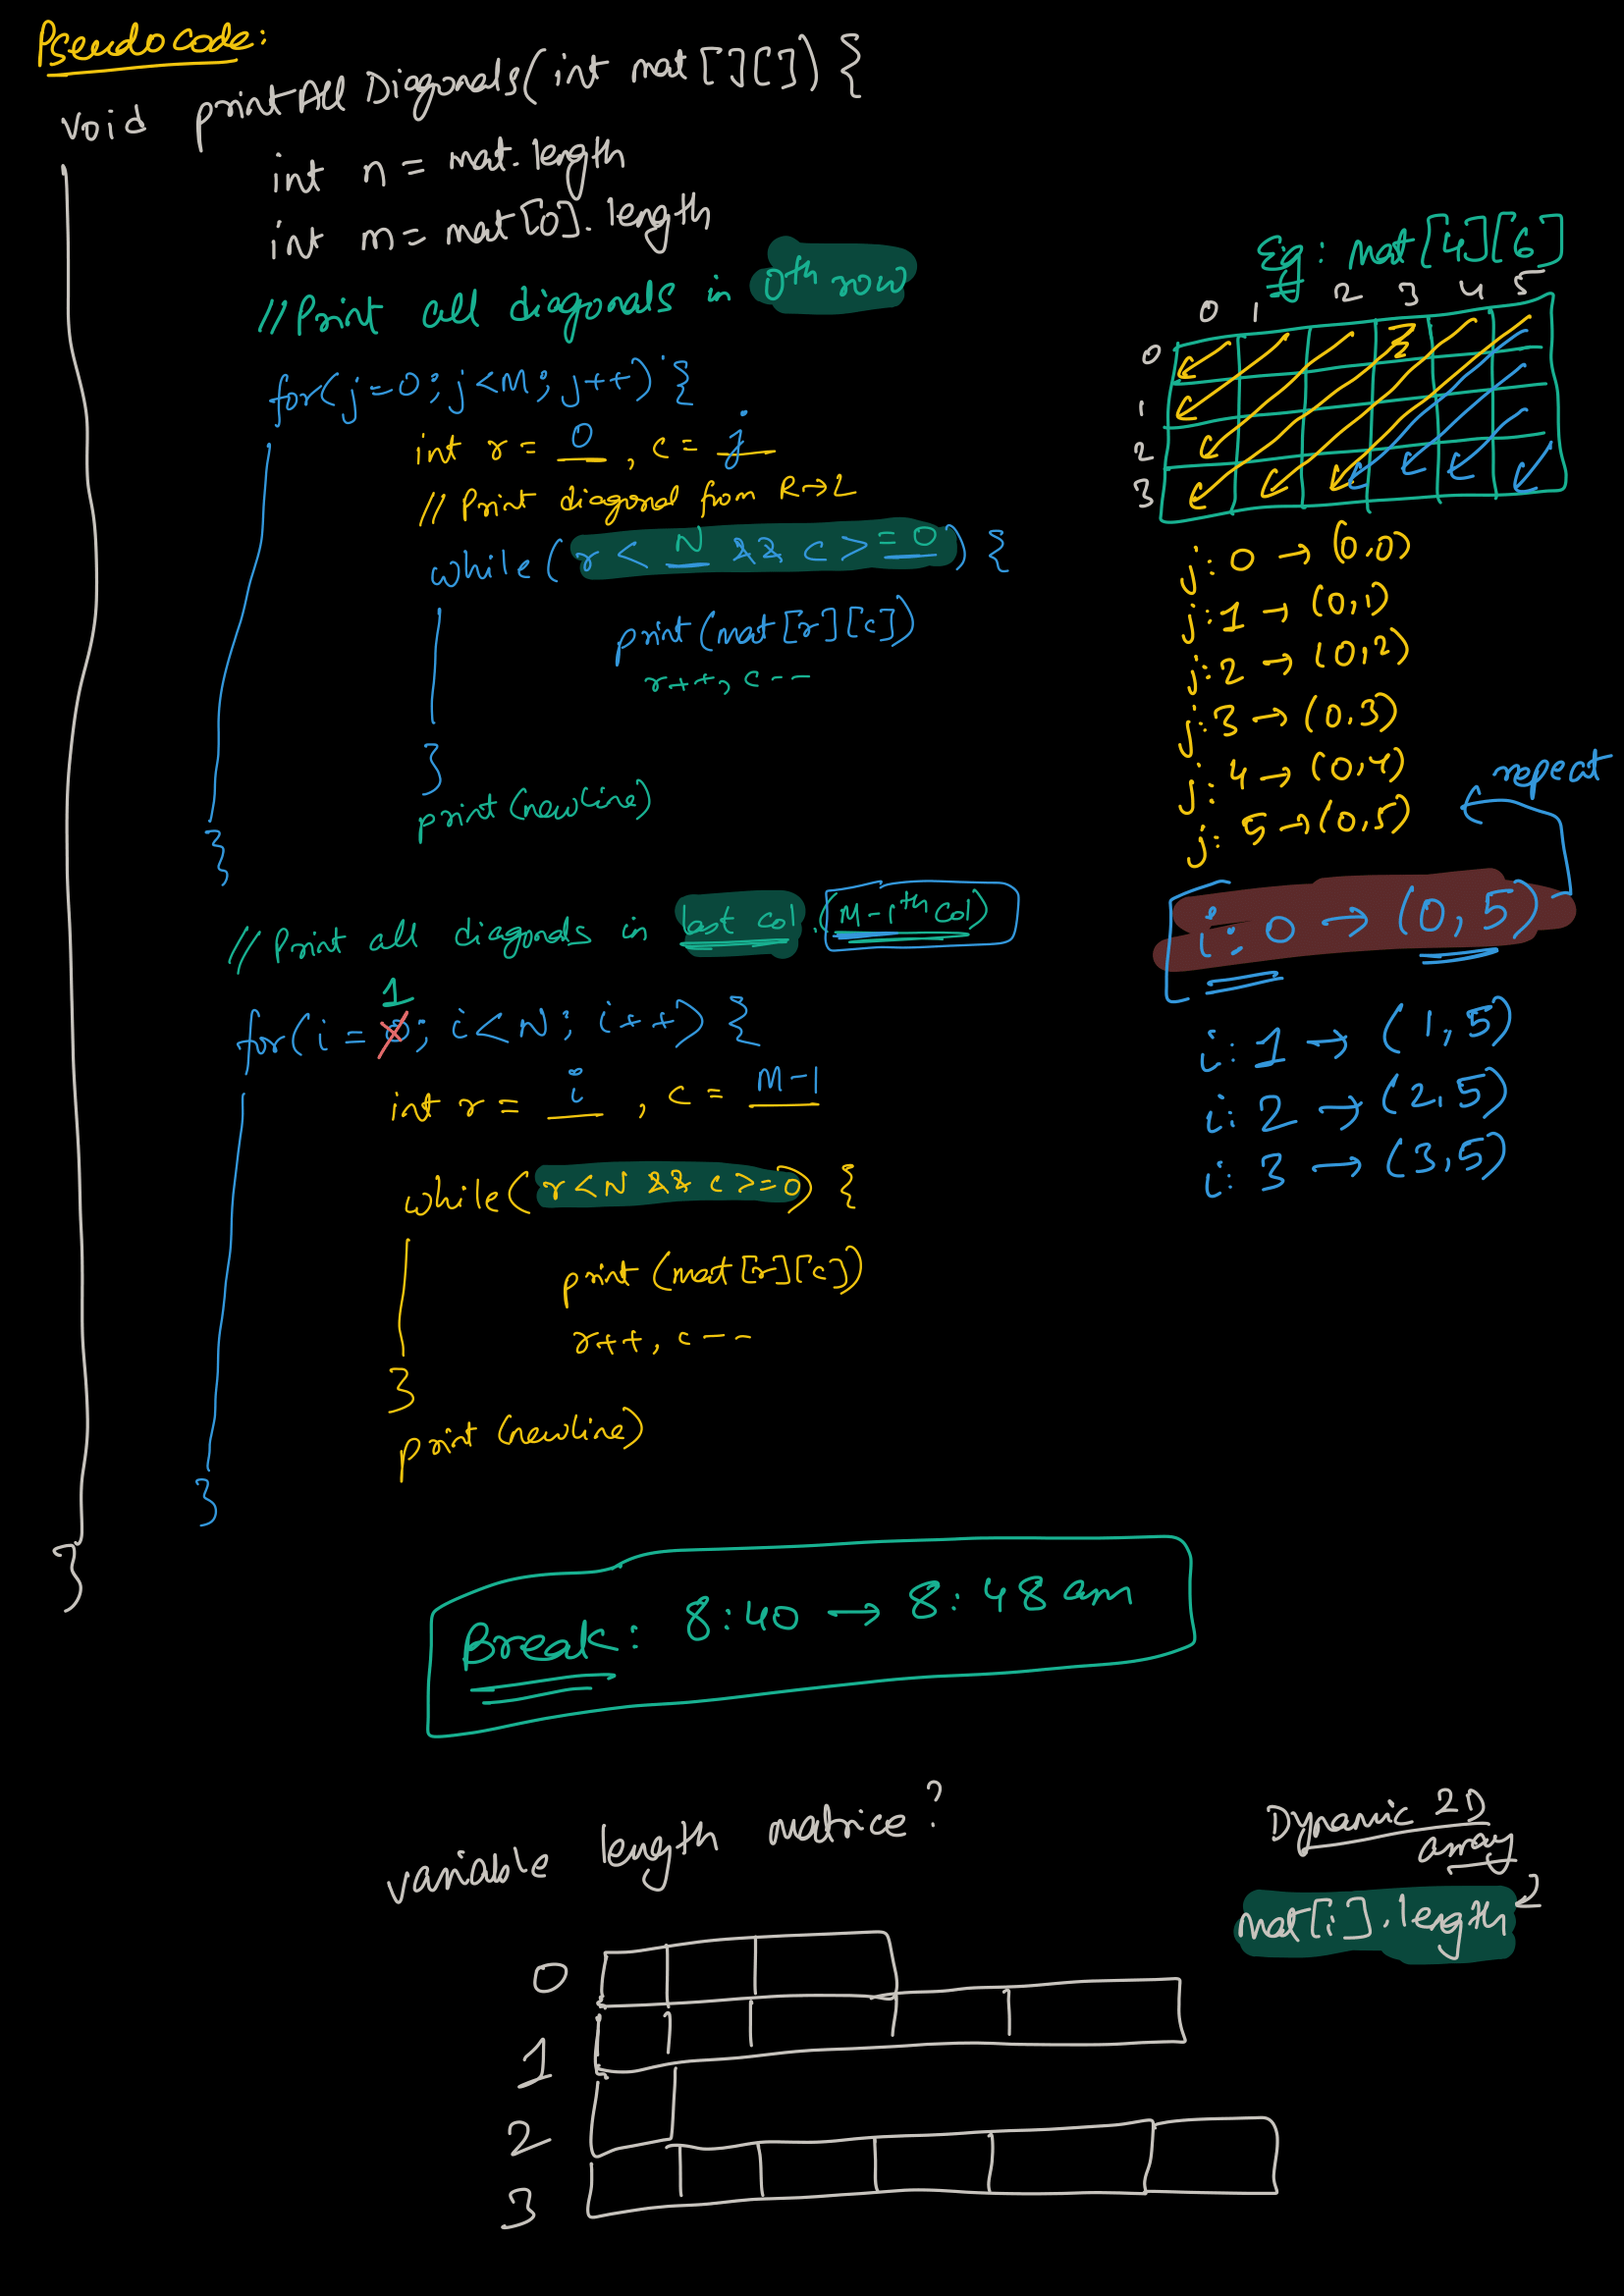 Pseudo code:
void printAll Diagonals(int mat[][]) {
int n = mat.length
int m = mat[0].length
//Print all diagonals in 0th row
for(j=0; j<M; j++) {
int r = 0, c = j
// Print diagonal from R→L
while (r < N && c >= 0) {
print(mat[r][c])
r++, c--
}
print(newline)
}
// Print all diagonals in last col. (M-1th Col)
1
for(i = 0; i<N; i++) {
int r = i, c = M-1
while(r<N && c>=0) {
print (mat[r][c])
r++, c--
}
print (newline)
}
}
Eg: mat[4][6]
0 1 2 3 4 5
0
1
2
3
j: 0 → (0,0)
j: 1 → (0,1)
j: 2 → (0,2)
j: 3 → (0,3)
j: 4 → (0,4)
j: 5 → (0,5)
repeat
i: 0 → (0, 5)
i: 1 → (1, 5)
i: 2 → (2, 5)
i: 3 → (3,5)
Break: 8:40 → 8:48 am
variable length matrice?
Dynamic 2D
array
mat[i].length
0
1
2
3